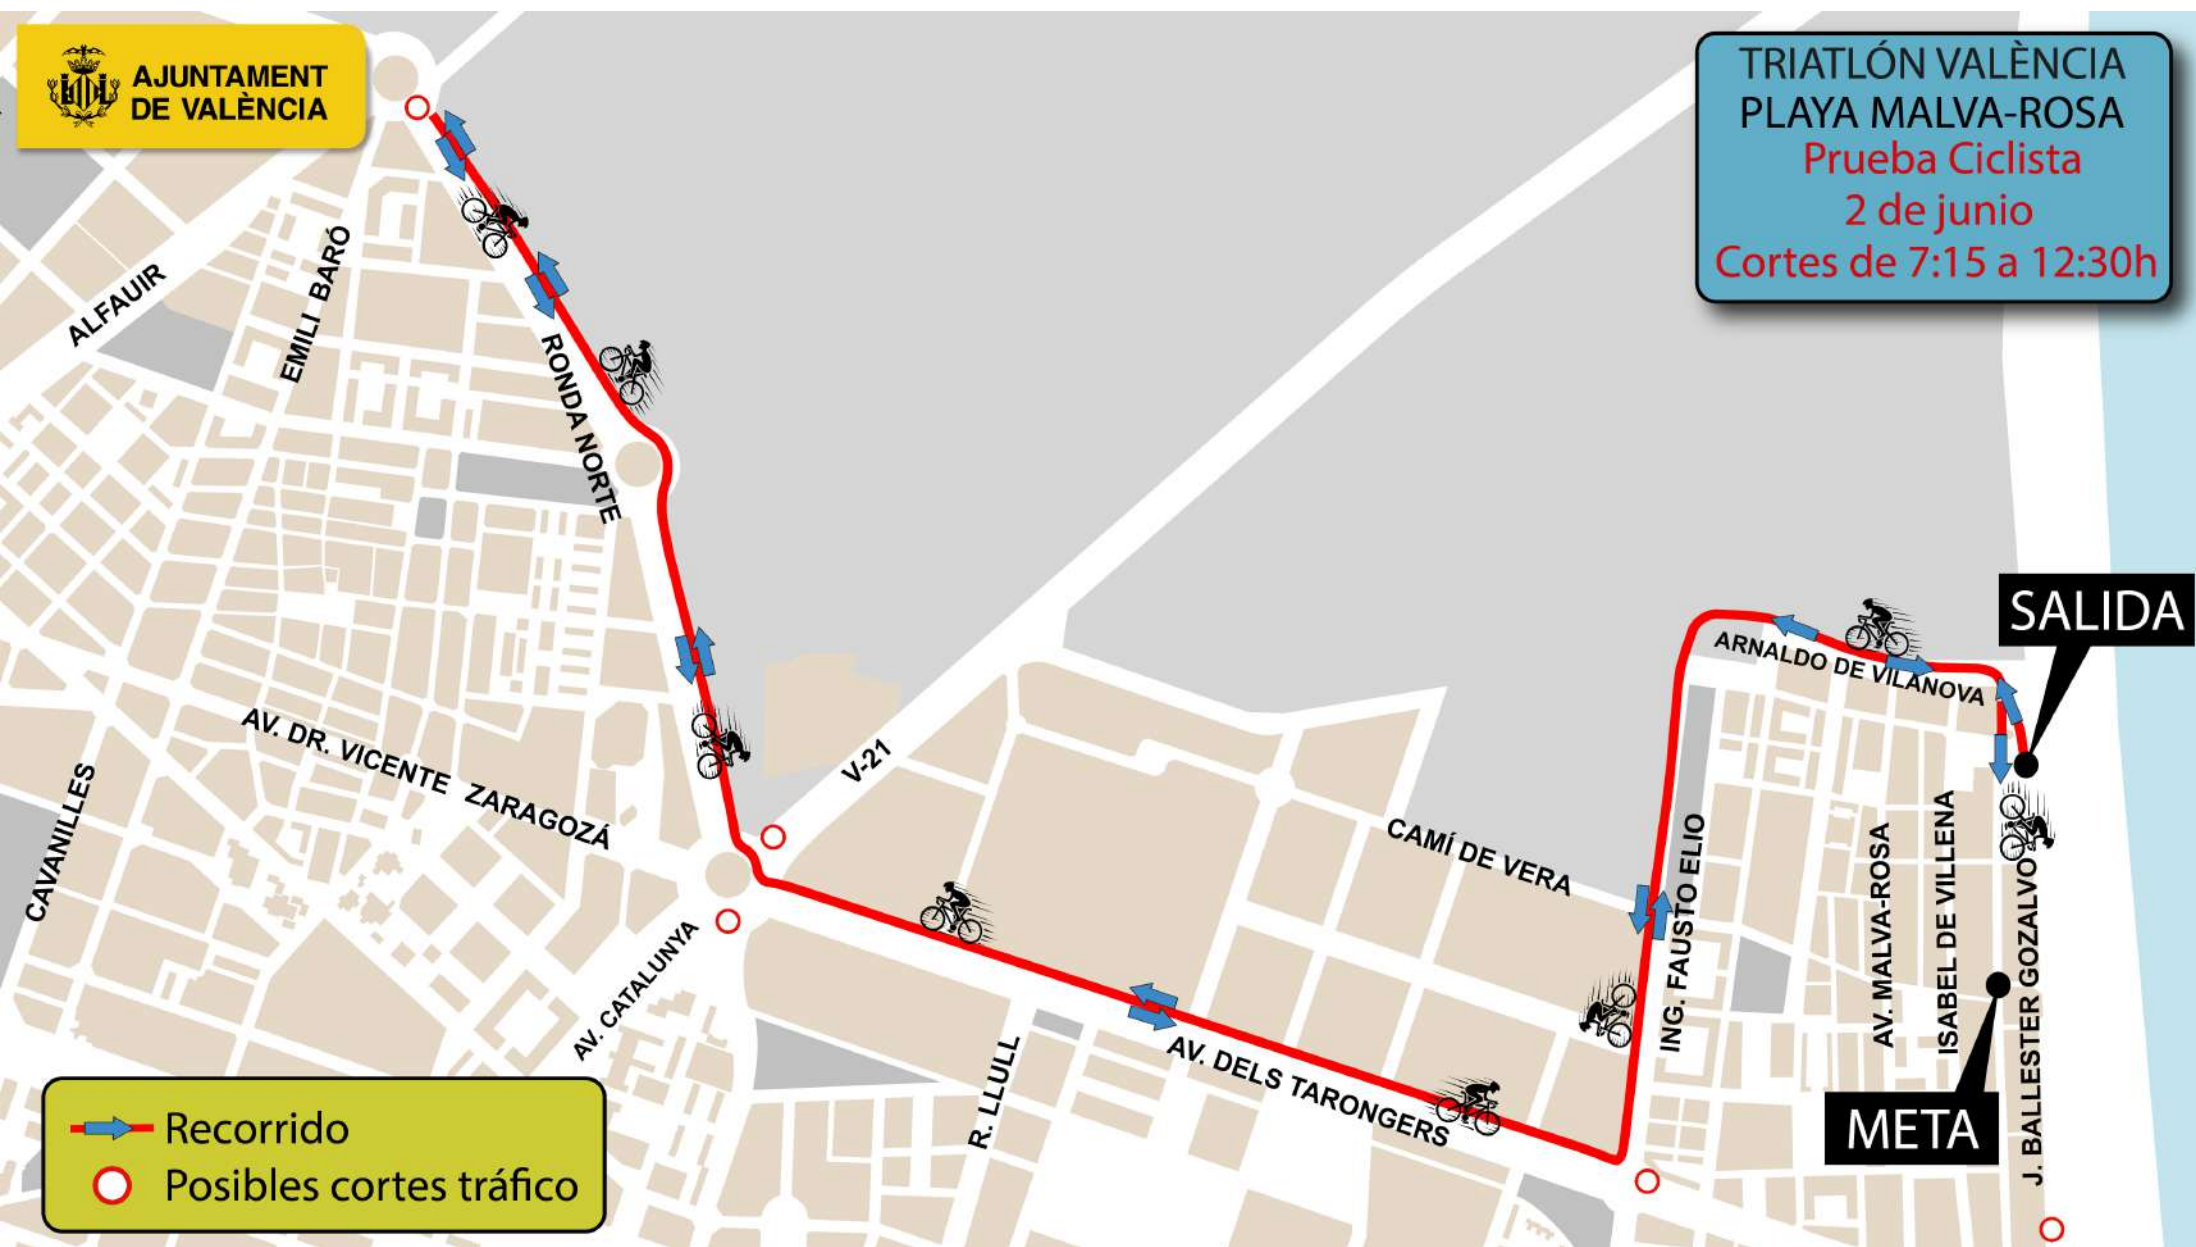 AJUNTAMENT
DE VALÈNCIA
TRIATLÓN VALÈNCIA
PLAYA MALVA-ROSA
Prueba Ciclista
2 de junio
Cortes de 7:15 a 12:30h
ALFAUIR
EMILI BARÓ
RONDA NORTE
SALIDA
ARNALDO DE VILANOVA
AV. DR. VICENTE ZARAGOZÁ
V-21
CAVANILLES
CAMÍ DE VERA
ING. FAUSTO ELIO
AV. MALVA-ROSA
ISABEL DE VILLENA
J. BALLESTER GOZALVO
AV. CATALUNYA
R. LLULL
AV. DELS TARONGERS
META
Recorrido
Posibles cortes tráfico